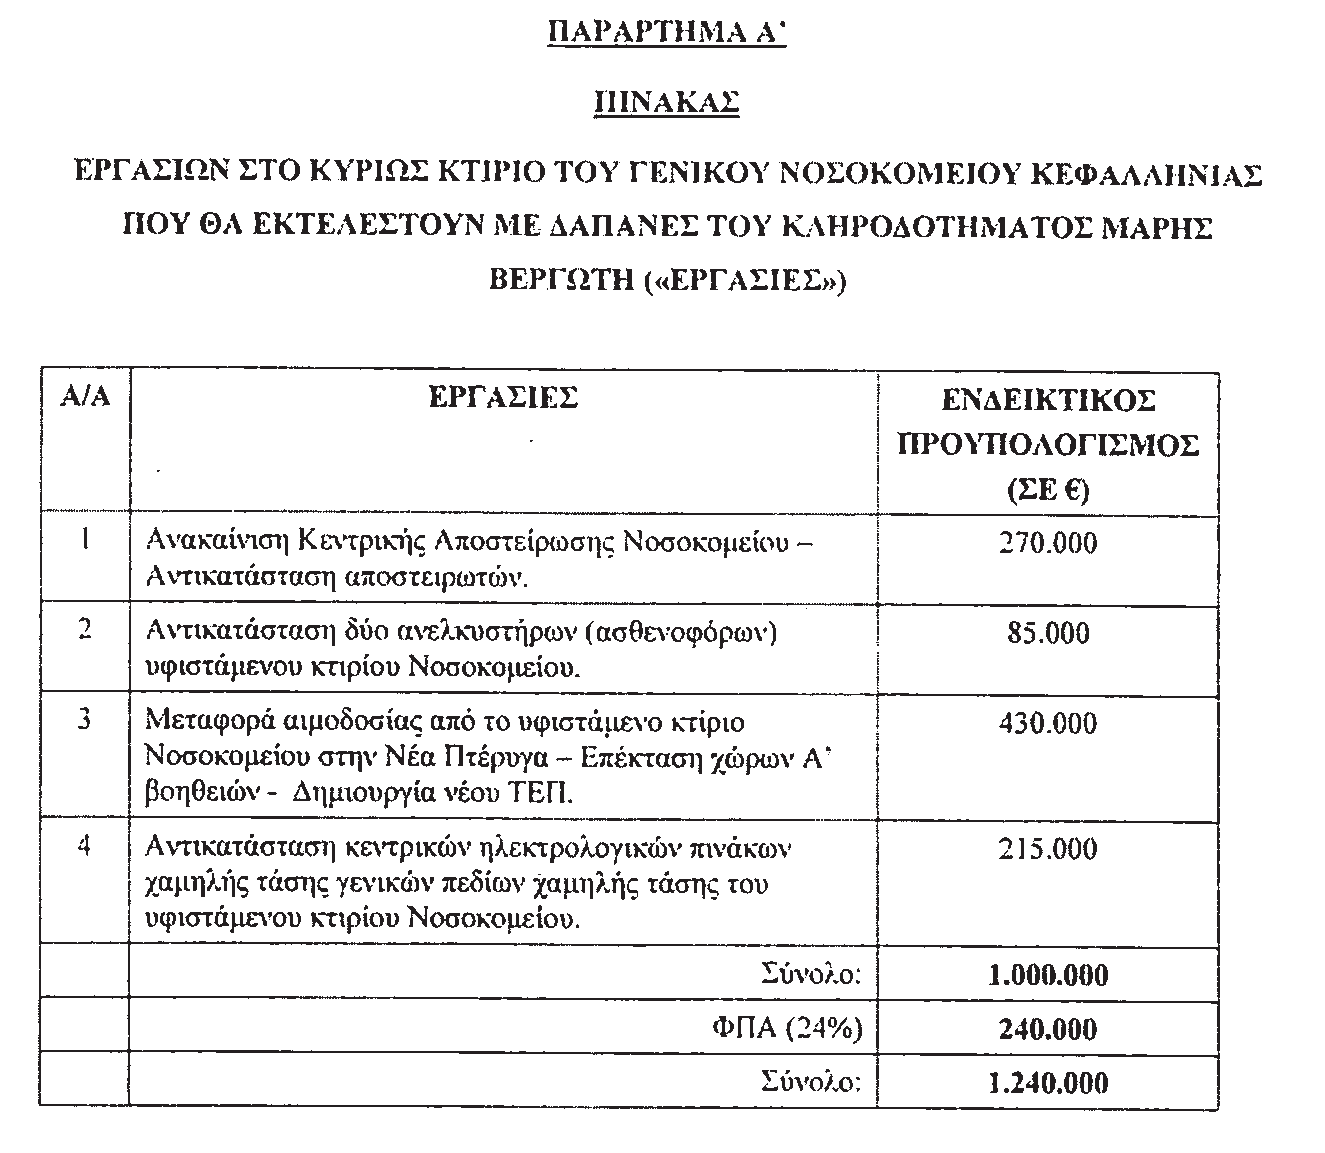 ΠΑΡΑΡΤΗΜΑ Α'
ΠΙΝΑΚΑΣ
ΕΡΓΑΣΙΩΝ ΣΤΟ ΚΥΡΙΩΣ ΚΤΙΡΙΟ ΤΟΥ ΓΕΝΙΚΟΥ ΝΟΣΟΚΟΜΕΙΟΥ ΚΕΦΑΛΛΗΝΙΑΣ
ΠΟΥ ΘΑ ΕΚΤΕΛΕΣΤΟΥΝ ΜΕ ΔΑΠΑΝΕΣ ΤΟΥ ΚΛΗΡΟΔΟΤΗΜΑΤΟΣ ΜΑΡΗΣ
ΒΕΡΓΩΤΗ («ΕΡΓΑΣΙΕΣ»)
Α/Α ΕΡΓΑΣΙΕΣ ΕΝΔΕΙΚΤΙΚΟΣ
ΠΡΟΥΠΟΛΟΓΙΣΜΟΣ
(ΣΕ €)
1 Ανακαίνιση Κεντρικής Αποστείρωσης Νοσοκομείου – 270.000
Αντικατάσταση αποστειρωτών.
2 Αντικατάσταση δύο ανελκυστήρων (ασθενοφόρων) 85.000
υφιστάμενου κτιρίου Νοσοκομείου.
3 Μεταφορά αιμοδοσίας από το υφιστάμενο κτίριο 430.000
Νοσοκομείου στην Νέα Πτέρυγα – Επέκταση χώρων Α'
βοηθειών - Δημιουργία νέου ΤΕΠ.
4 Αντικατάσταση κεντρικών ηλεκτρολογικών πινάκων 215.000
χαμηλής τάσης γενικών πεδίων χαμηλής τάσης του
υφιστάμενου κτιρίου Νοσοκομείου.
Σύνολο: 1.000.000
ΦΠΑ (24%) 240.000
Σύνολο: 1.240.000